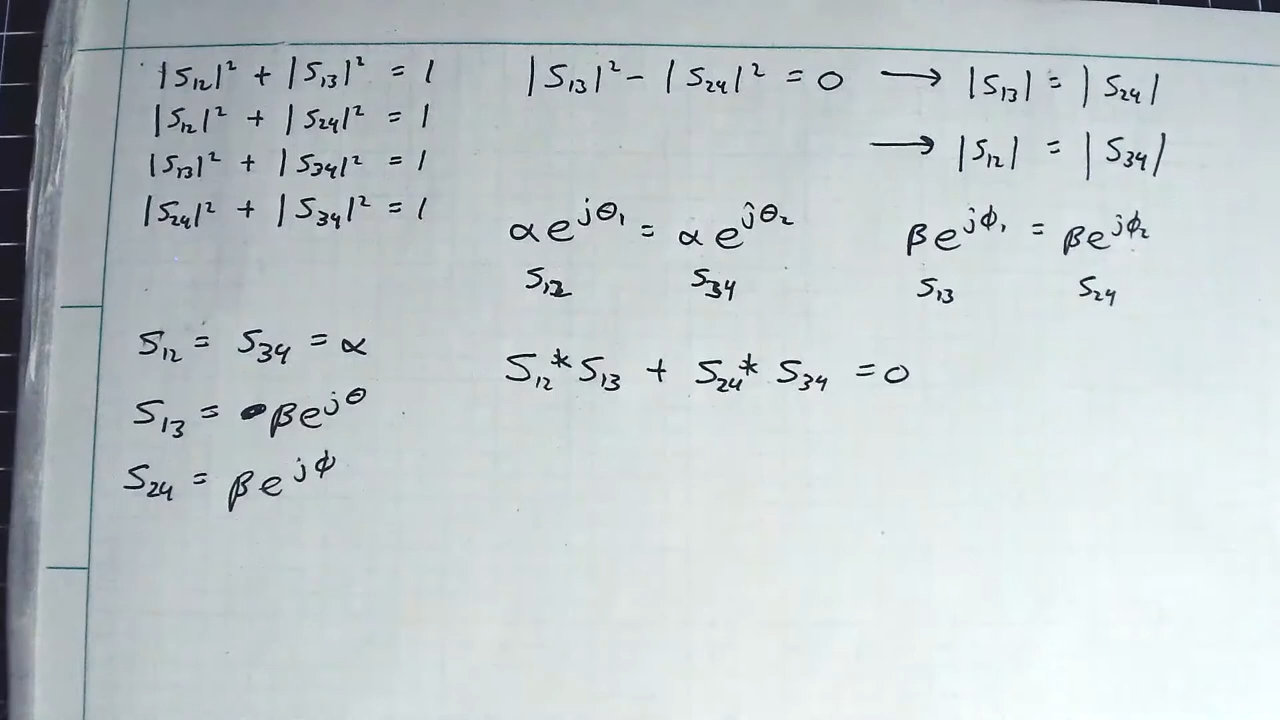 |S₁₂|² + |S₁₃|² = 1
|S₁₂|² + |S₂₄|² = 1
|S₁₃|² + |S₃₄|² = 1
|S₂₄|² + |S₃₄|² = 1
|S₁₃|² - |S₂₄|² = 0 → |S₁₃| = |S₂₄|
→ |S₁₂| = |S₃₄|
αe^{jθ₁} = αe^{jθ₂} βe^{jϕ₁} = βe^{jϕ₂}
S₁₂ S₃₄ S₁₃ S₂₄
S₁₂ = S₃₄ = α
S₁₃ = βe^{jθ}
S₂₄ = βe^{jϕ}
S₁₂*S₁₃ + S₂₄*S₃₄ = 0